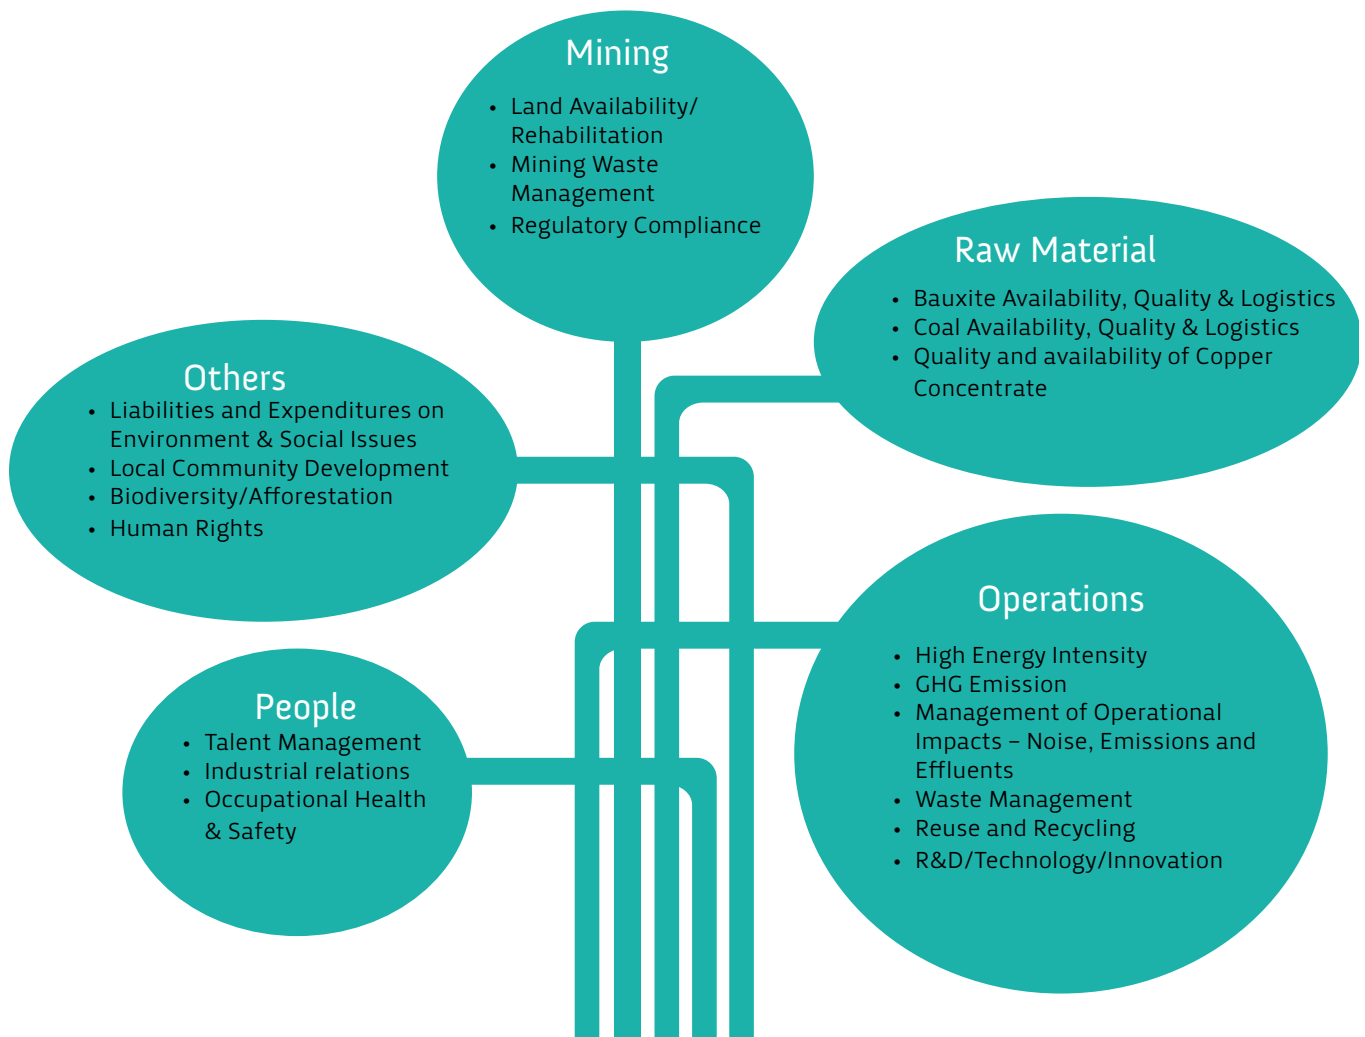 Mining
• Land Availability/
Rehabilitation
• Mining Waste
Management
• Regulatory Compliance
Raw Material
• Bauxite Availability, Quality & Logistics
• Coal Availability, Quality & Logistics
• Quality and availability of Copper
Concentrate
Others
• Liabilities and Expenditures on
Environment & Social Issues
• Local Community Development
• Biodiversity/Afforestation
• Human Rights
Operations
• High Energy Intensity
• GHG Emission
• Management of Operational
Impacts – Noise, Emissions and
Effluents
• Waste Management
• Reuse and Recycling
• R&D/Technology/Innovation
People
• Talent Management
• Industrial relations
• Occupational Health
& Safety